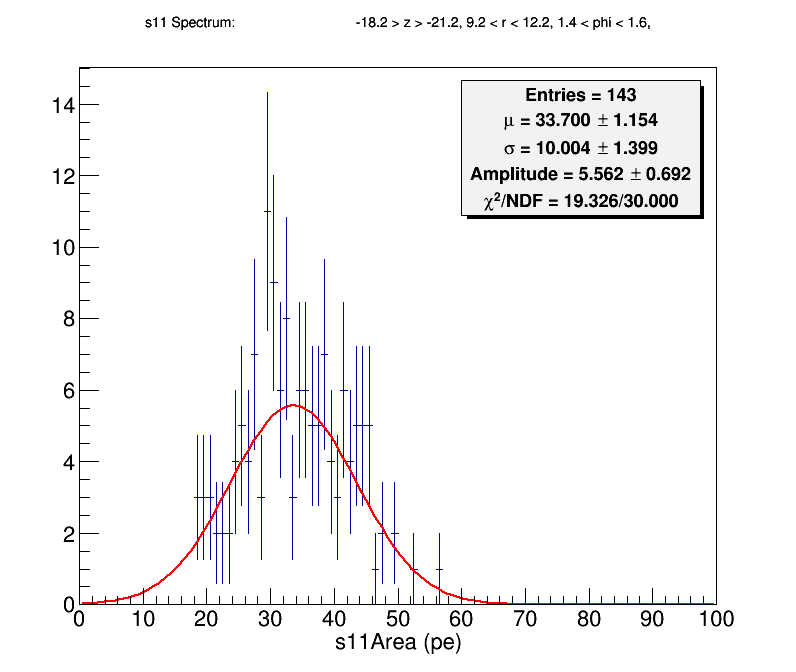 s11 Spectrum: -18.2 > z > -21.2, 9.2 < r < 12.2, 1.4 < phi < 1.6,
Entries = 143
μ = 33.700 ± 1.154
σ = 10.004 ± 1.399
Amplitude = 5.562 ± 0.692
χ²/NDF = 19.326/30.000
14
12
10
8
6
4
2
0
0 10 20 30 40 50 60 70 80 90 100
s11Area (pe)